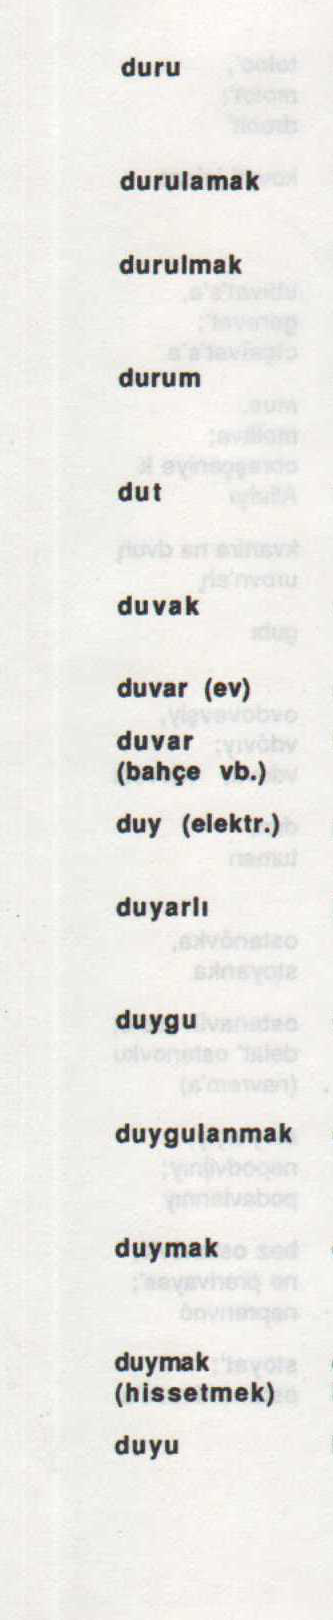 duru
durulamak
durulmak
durum
dut
duvak
duvar (ev)
duvar
(bahçe vb.)
duy (elektr.)
duyarlı
duygu
duygulanmak
duymak
duymak
(hissetmek)
duyu